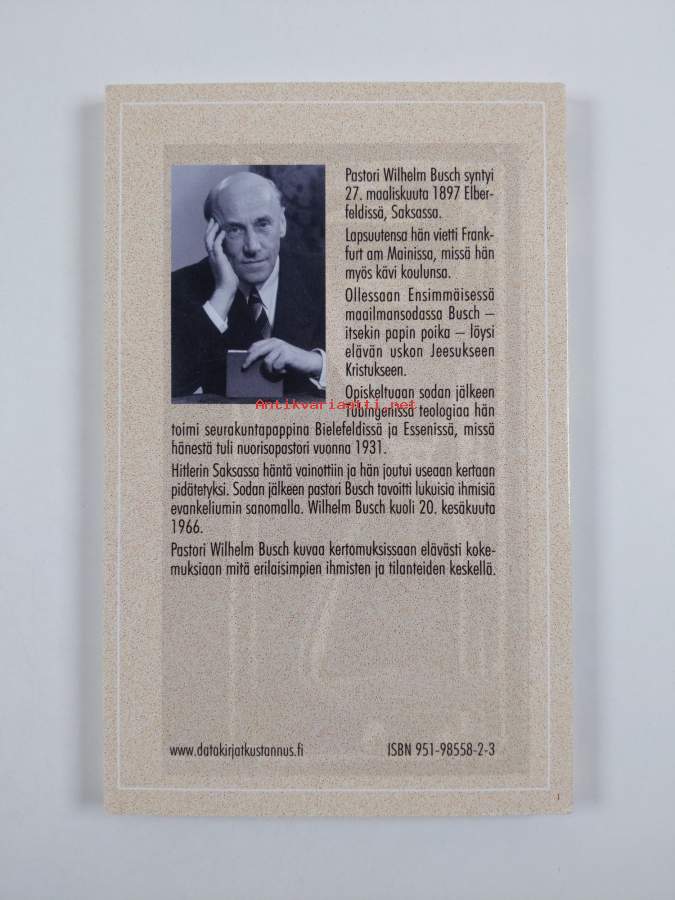 Pastori Wilhelm Busch syntyi
27. maaliskuuta 1897 Elber-
feldissä, Saksassa.
Lapsuutensa hän vietti Frank-
furt am Mainissa, missä hän
myös kävi koulunsa.
Ollessaan Ensimmäisessä
maailmansodassa Busch –
itsekin papin poika – löysi
elävän uskon Jeesukseen
Kristukseen.
Opiskeltuaan sodan jälkeen
Antikvariaatti.net
Tübingenissä teologiaa hän
toimi seurakuntapappina Bielefeldissä ja Essenissä, missä
hänestä tuli nuorisopastori vuonna 1931.
Hitlerin Saksassa häntä vainottiin ja hän joutui useaan kertaan
pidätetyksi. Sodan jälkeen pastori Busch tavoitti lukuisia ihmisiä
evankeliumin sanomalla. Wilhelm Busch kuoli 20. kesäkuuta
1966.
Pastori Wilhelm Busch kuvaa kertomuksissaan elävästi koke-
muksiaan mitä erilaisimpien ihmisten ja tilanteiden keskellä.
www.datakirjatkustannus.fi
ISBN 951-98558-2-3